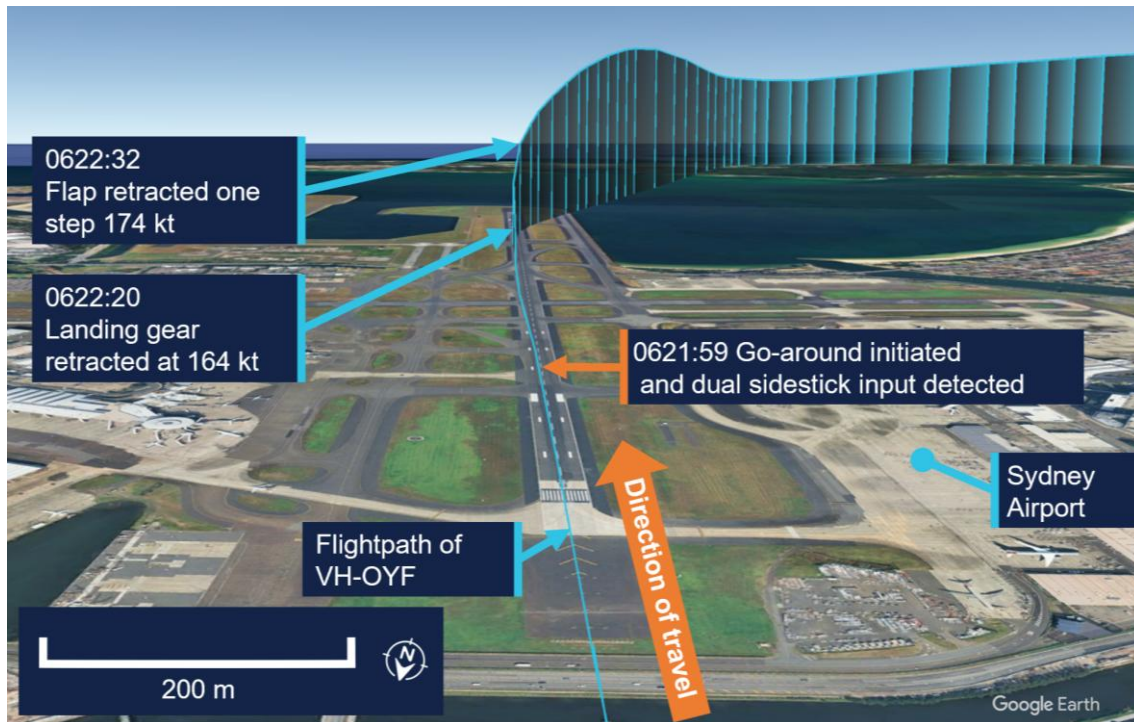 0622:32
Flap retracted one
step 174 kt
0622:20
Landing gear
retracted at 164 kt
0621:59 Go-around initiated
and dual sidestick input detected
Sydney
Airport
Flightpath of
VH-OYF
Direction of travel
200 m
N
Google Earth